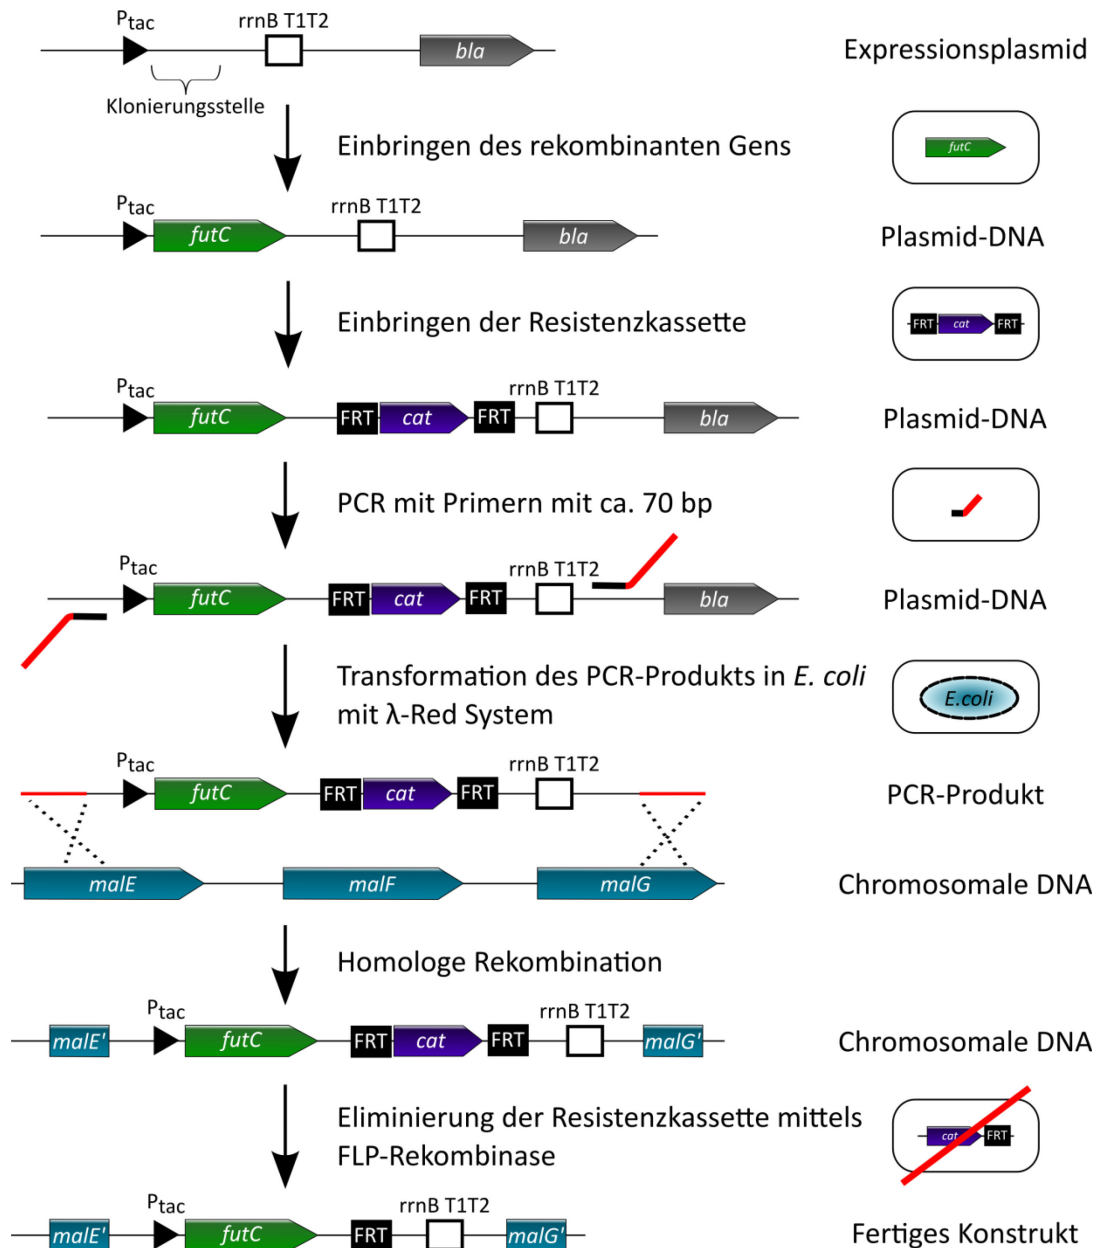 Ptac
rrnB T1T2
bla
Expressionsplasmid
Klonierungsstelle
Einbringen des rekombinanten Gens
futC
Ptac
rrnB T1T2
futC
bla
Plasmid-DNA
Einbringen der Resistenzkassette
FRT cat FRT
Ptac
rrnB T1T2
futC
FRT cat FRT
bla
Plasmid-DNA
PCR mit Primern mit ca. 70 bp
Ptac
rrnB T1T2
futC
FRT cat FRT
bla
Plasmid-DNA
Transformation des PCR-Produkts in E. coli
mit λ-Red System
E.coli
Ptac
rrnB T1T2
futC
FRT cat FRT
PCR-Produkt
malE
malF
malG
Chromosomale DNA
Homologe Rekombination
Ptac
rrnB T1T2
malE'
futC
FRT cat FRT
malG'
Chromosomale DNA
Eliminierung der Resistenzkassette mittels
FLP-Rekombinase
cat FRT
Ptac
rrnB T1T2
malE'
futC
FRT
malG'
Fertiges Konstrukt